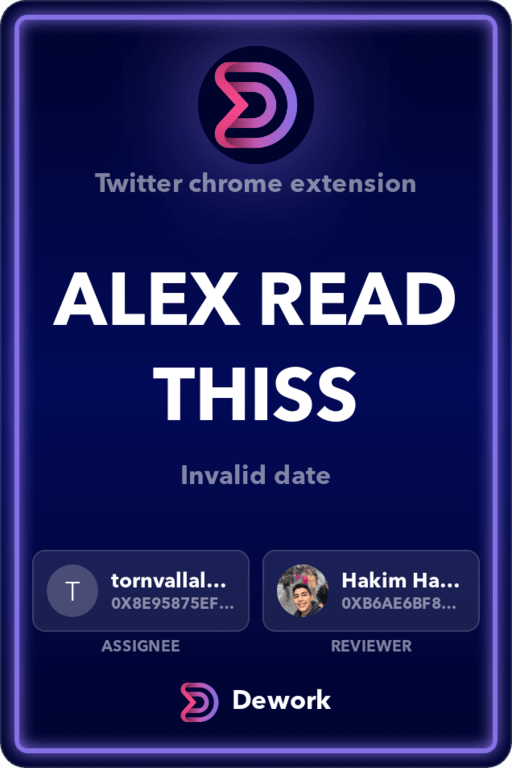 Twitter chrome extension
ALEX READ
THISS
Invalid date
T
tornvallal...
0X8E95875EF...
ASSIGNEE
Hakim Ha...
0XB6AE6BF8...
REVIEWER
Dework